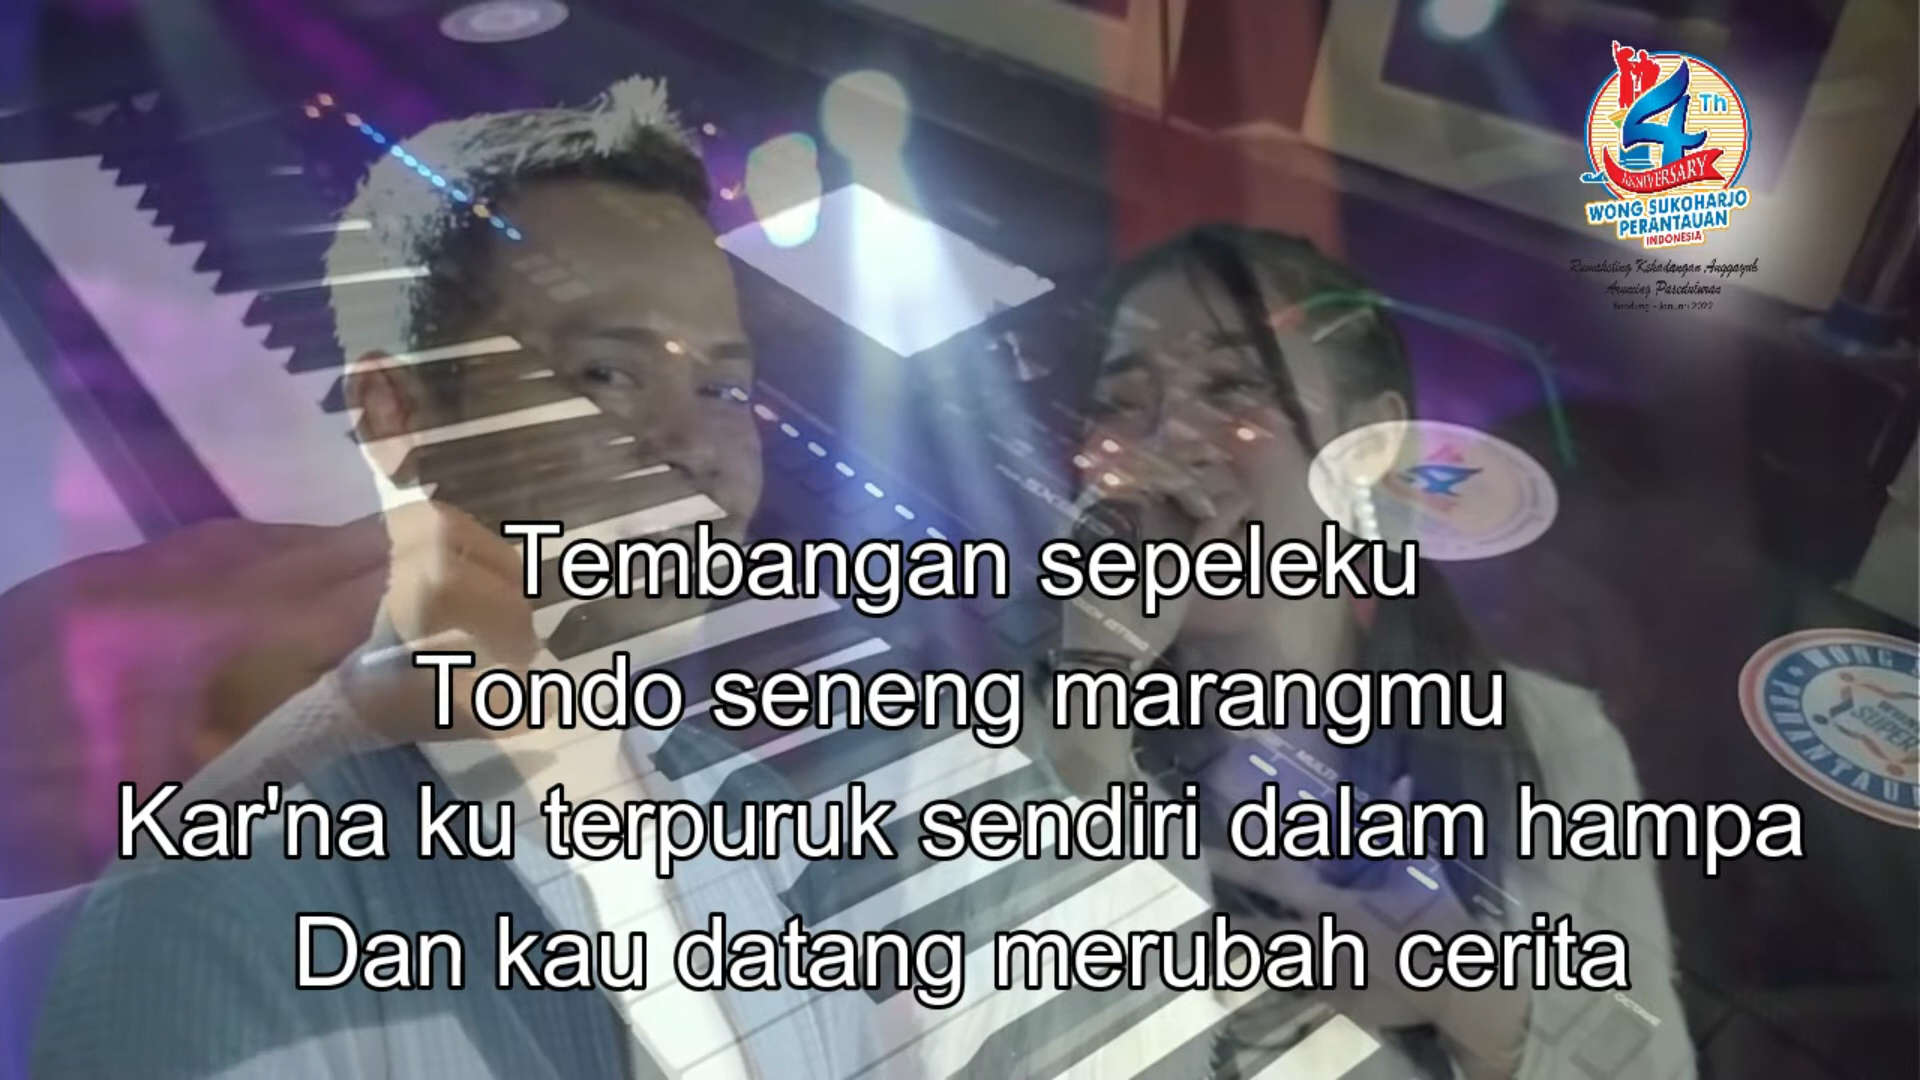 4Th
ANNIVERSARY
WONG SUKOHARJO
PERANTAUAN
INDONESIA
Tembangan sepeleku
Tondo seneng marangmu
Kar'na ku terpuruk sendiri dalam hampa
Dan kau datang merubah cerita